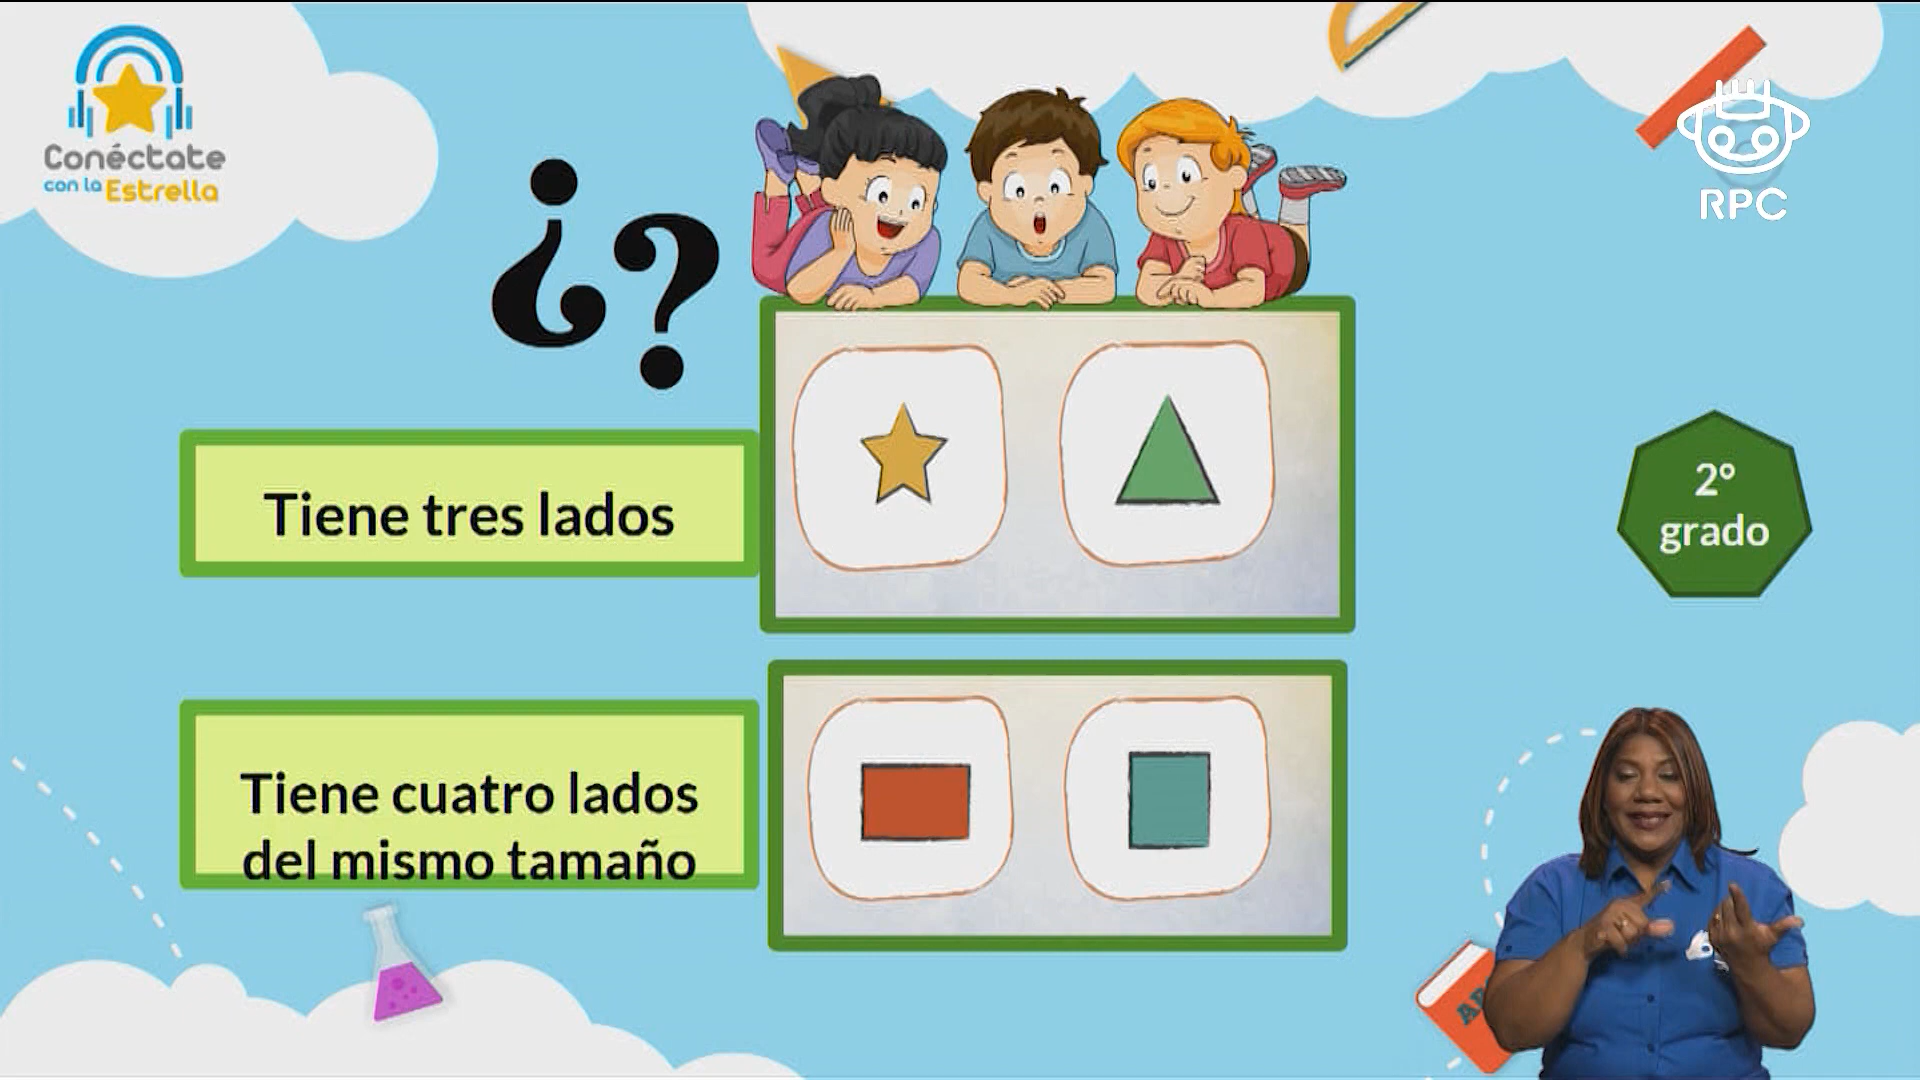 Conéctate
con la Estrella
RPC
¿?
Tiene tres lados
2°
grado
Tiene cuatro lados
del mismo tamaño